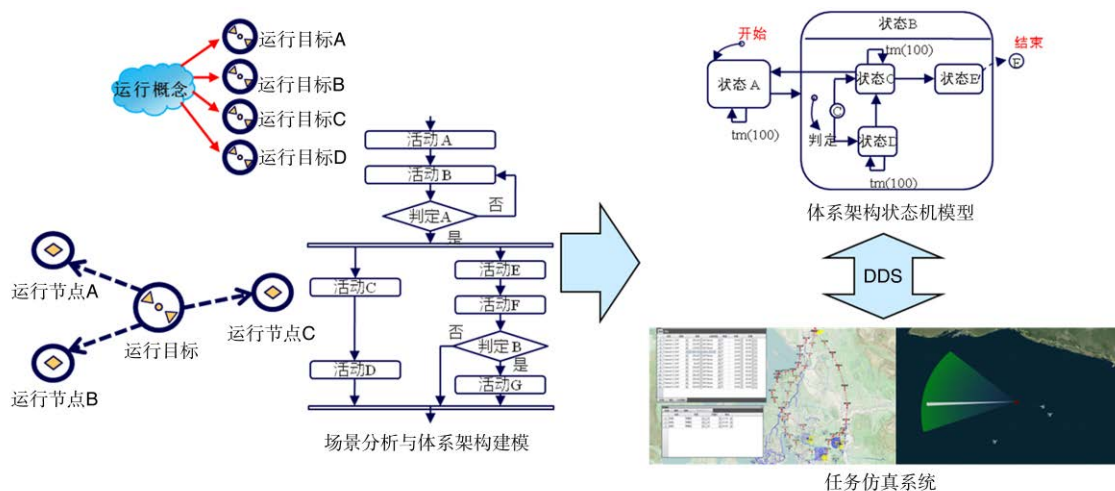 运行概念
运行目标A
运行目标B
运行目标C
运行目标D
运行节点A
运行节点B
运行节点C
运行目标
活动A
活动B
判定A
否
是
活动C
活动D
活动E
活动F
否
判定B
是
活动G
场景分析与体系架构建模
开始
状态A
tm(100)
状态B
tm(100)
状态C
状态E
结束
F
C
判定
状态D
tm(100)
体系架构状态机模型
DDS
任务仿真系统